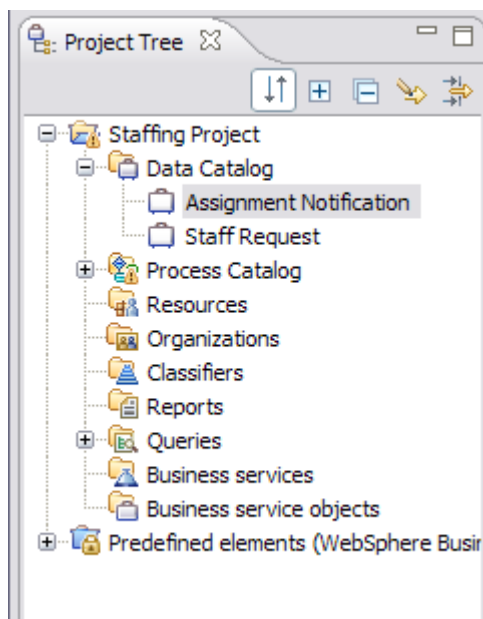 Project Tree
Staffing Project
Data Catalog
Assignment Notification
Staff Request
Process Catalog
Resources
Organizations
Classifiers
Reports
Queries
Business services
Business service objects
Predefined elements (WebSphere Busir